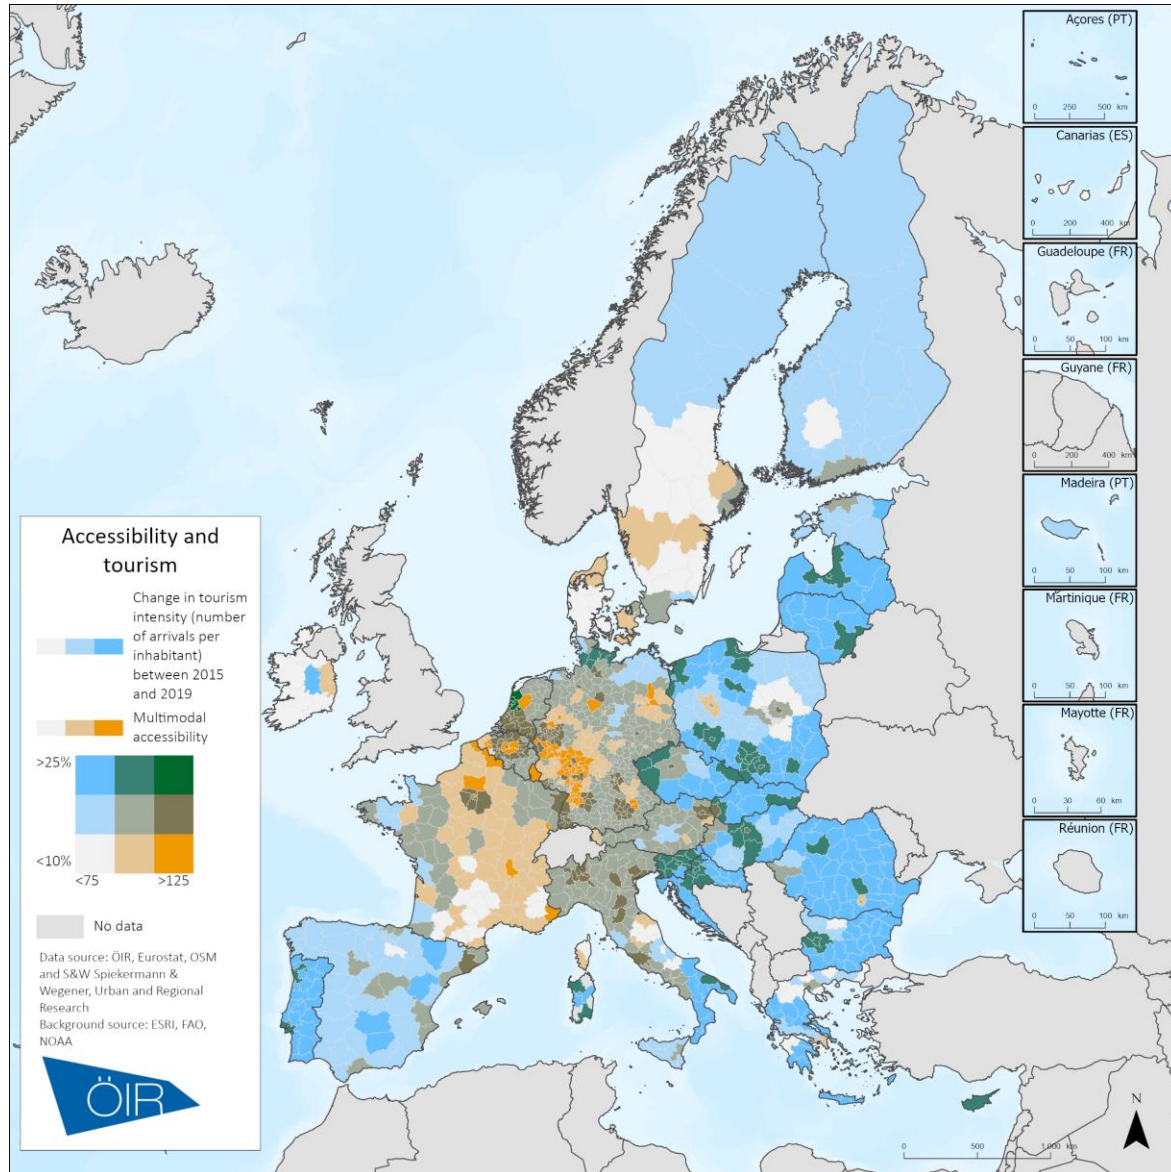 Açores (PT)
0 250 500 km
Canarias (ES)
0 200 400 km
Guadeloupe (FR)
0 50 100 km
Guyane (FR)
0 200 400 km
Madeira (PT)
0 50 100 km
Martinique (FR)
0 50 100 km
Mayotte (FR)
0 30 60 km
Réunion (FR)
0 50 100 km
Accessibility and
tourism
Change in tourism
intensity (number
of arrivals per
inhabitant)
between 2015
and 2019
Multimodal
accessibility
>25%
<10%
<75 >125
No data
Data source: ÖIR, Eurostat, OSM
and S&W Spiekermann &
Wegener, Urban and Regional
Research
Background source: ESRI, FAO,
NOAA
ÖIR
N
0 500 1 000 km